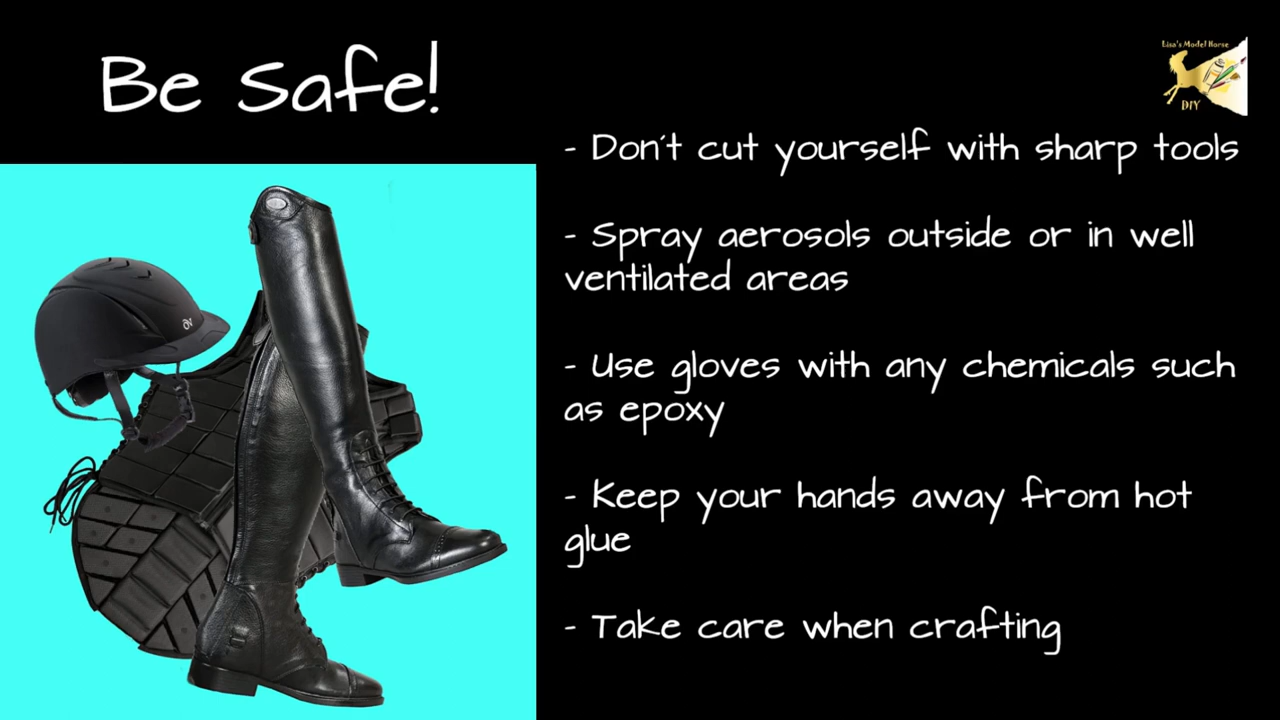 Be Safe!
Lisa's Model Horse
DIY
- Don't cut yourself with sharp tools
- Spray aerosols outside or in well
ventilated areas
- Use gloves with any chemicals such
as epoxy
- Keep your hands away from hot
glue
- Take care when crafting